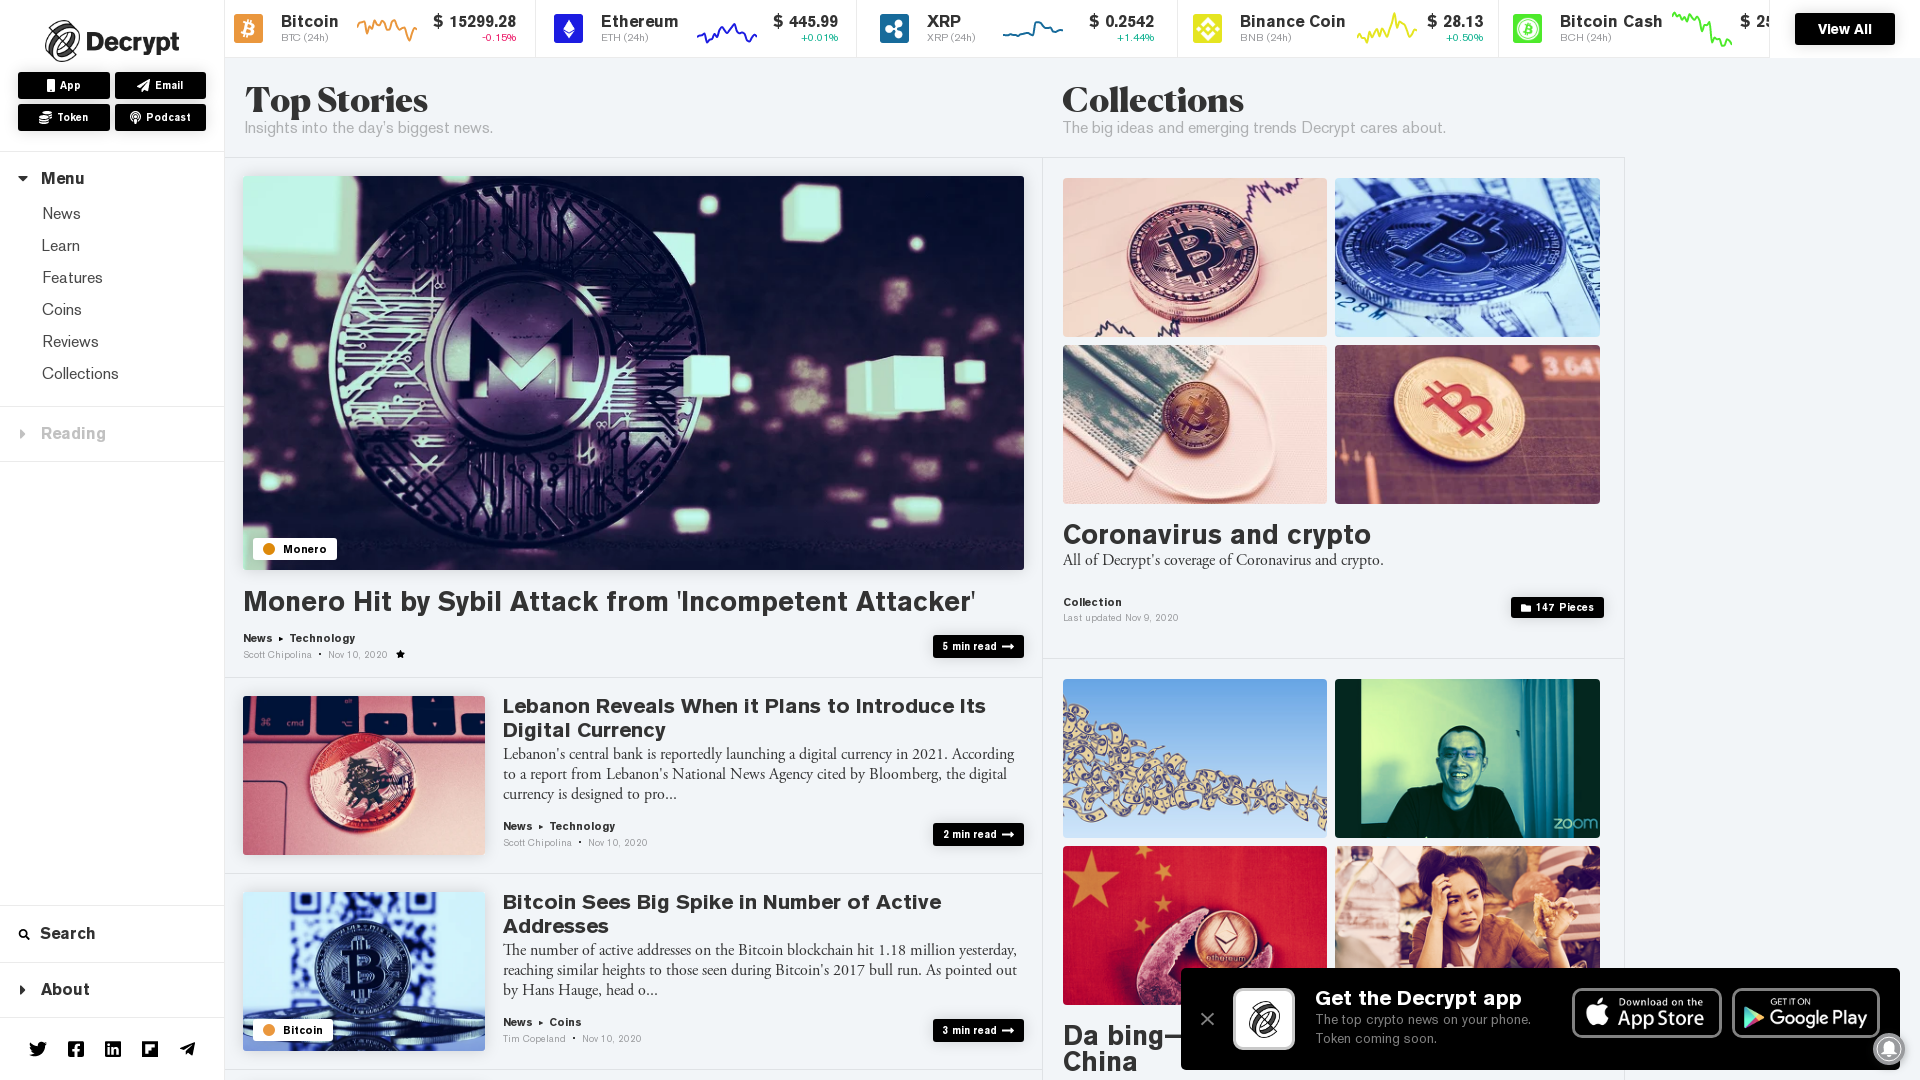 Decrypt
App
Email
Token
Podcast
Menu
News
Learn
Features
Coins
Reviews
Collections
Reading
Search
About
Bitcoin
BTC (24h)
$ 15299.28
-0.15%
Ethereum
ETH (24h)
$ 445.99
+0.01%
XRP
XRP (24h)
$ 0.2542
+1.44%
Binance Coin
BNB (24h)
$ 28.13
+0.50%
Bitcoin Cash
BCH (24h)
View All
Top Stories
Insights into the day's biggest news.
Monero
Monero Hit by Sybil Attack from 'Incompetent Attacker'
News ▸ Technology
Scott Chipolina • Nov 10, 2020
5 min read
cmd
Lebanon Reveals When it Plans to Introduce Its
Digital Currency
Lebanon's central bank is reportedly launching a digital currency in 2021. According
to a report from Lebanon's National News Agency cited by Bloomberg, the digital
currency is designed to pro...
News ▸ Technology
Scott Chipolina • Nov 10, 2020
2 min read
Bitcoin
Bitcoin Sees Big Spike in Number of Active
Addresses
The number of active addresses on the Bitcoin blockchain hit 1.18 million yesterday,
reaching similar heights to those seen during Bitcoin's 2017 bull run. As pointed out
by Hans Hauge, head o...
News ▸ Coins
Tim Copeland • Nov 10, 2020
3 min read
Collections
The big ideas and emerging trends Decrypt cares about.
3.64
Coronavirus and crypto
All of Decrypt's coverage of Coronavirus and crypto.
Collection
Last updated Nov 9, 2020
147 Pieces
zoom
ethereum
Da bing—
China
Get the Decrypt app
The top crypto news on your phone.
Token coming soon.
Download on the
App Store
GET IT ON
Google Play